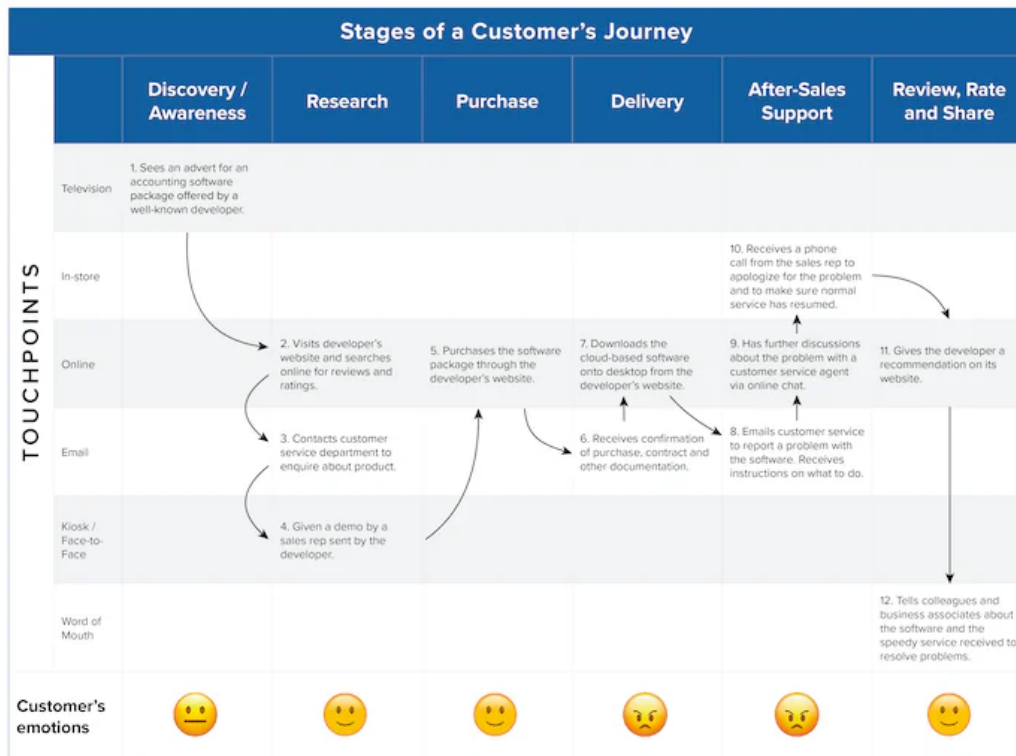 Stages of a Customer's Journey
Discovery /
Awareness
Research
Purchase
Delivery
After-Sales
Support
Review, Rate
and Share
TOUCHPOINTS
Television
1. Sees an advert for an
accounting software
package offered by a
well-known developer.
In-store
10. Receives a phone
call from the sales rep to
apologize for the problem
and to make sure normal
service has resumed.
Online
2. Visits developer's
website and searches
online for reviews and
ratings.
5. Purchases the software
package through the
developer's website.
7. Downloads the
cloud-based software
onto desktop from the
developer's website.
9. Has further discussions
about the problem with a
customer service agent
via online chat.
11. Gives the developer a
recommendation on its
website.
Email
3. Contacts customer
service department to
enquire about product.
6. Receives confirmation
of purchase, contract and
other documentation.
8. Emails customer service
to report a problem with
the software. Receives
instructions on what to do.
Kiosk /
Face-to-
Face
4. Given a demo by a
sales rep sent by the
developer.
Word of
Mouth
12. Tells colleagues and
business associates about
the software and the
speedy service received to
resolve problems.
Customer's
emotions